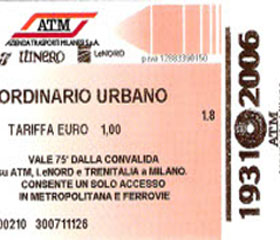 ATM
AZIENDA TRASPORTI MILANESI S.p.A.
ITINERO LeNORD
p.iva 12883390150
ORDINARIO URBANO
1.8
TARIFFA EURO 1,00
VALE 75' DALLA CONVALIDA
su ATM, LeNORD e TRENITALIA a MILANO.
CONSENTE UN SOLO ACCESSO
IN METROPOLITANA E FERROVIE
00210 300711126
1931 2006
ATM